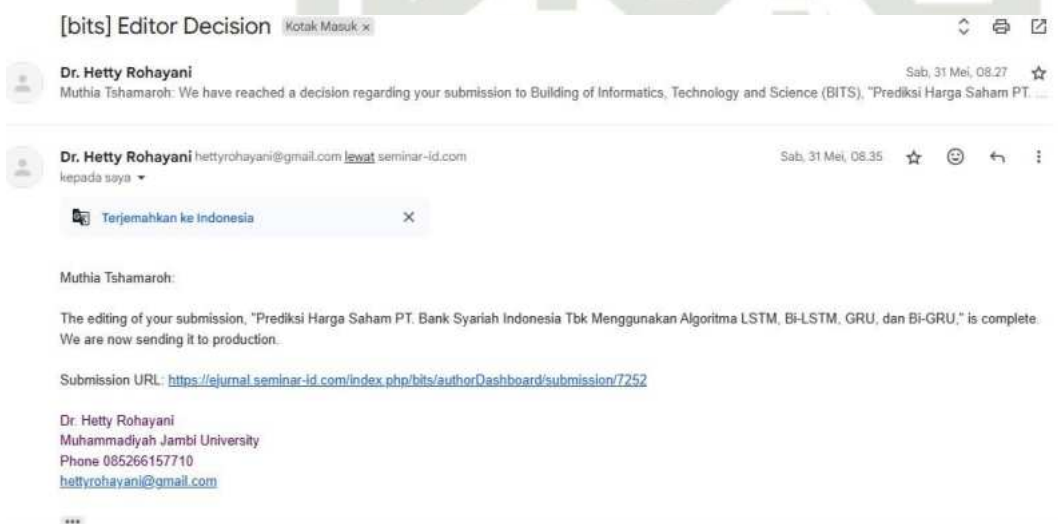 [bits] Editor Decision Kotak Masuk ×
Dr. Hetty Rohayani Sab, 31 Mei, 08.27
Muthia Tshamaroh: We have reached a decision regarding your submission to Building of Informatics, Technology and Science (BITS), "Prediksi Harga Saham PT. ...
Dr. Hetty Rohayani hettyrohayani@gmail.com lewat seminar-id.com Sab, 31 Mei, 08.35
kepada saya
Terjemahkan ke Indonesia ×
Muthia Tshamaroh:
The editing of your submission, "Prediksi Harga Saham PT. Bank Syariah Indonesia Tbk Menggunakan Algoritma LSTM, Bi-LSTM, GRU, dan Bi-GRU," is complete.
We are now sending it to production.
Submission URL: https://ejurnal.seminar-id.com/index.php/bits/authorDashboard/submission/7252
Dr. Hetty Rohayani
Muhammadiyah Jambi University
Phone 085266157710
hettyrohayani@gmail.com
•••